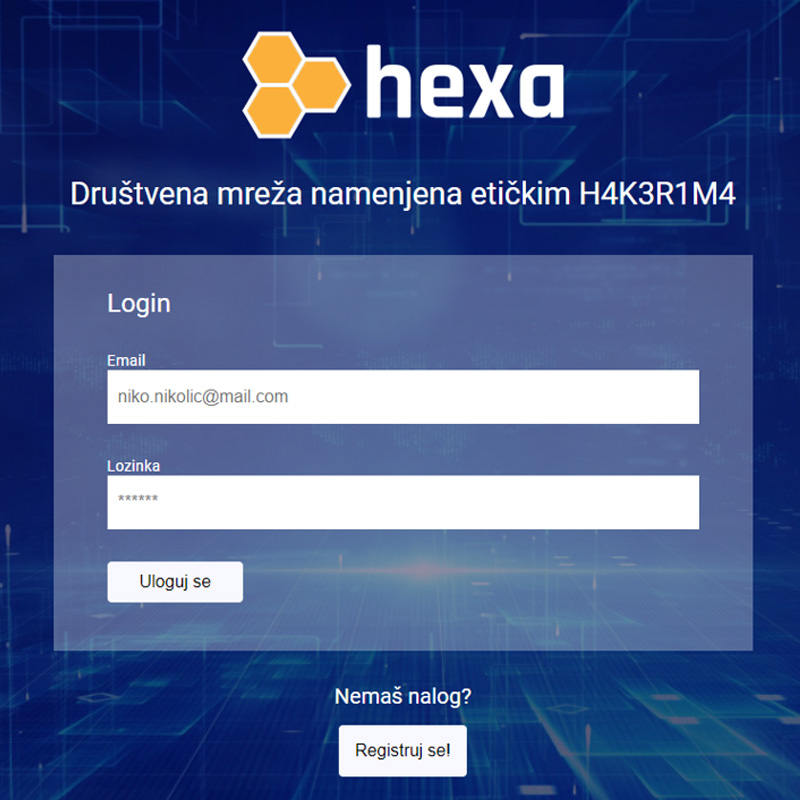 hexa
Društvena mreža namenjena etičkim H4K3R1M4
Login
Email
niko.nikolic@mail.com
Lozinka
******
Uloguj se
Nemaš nalog?
Registruj se!